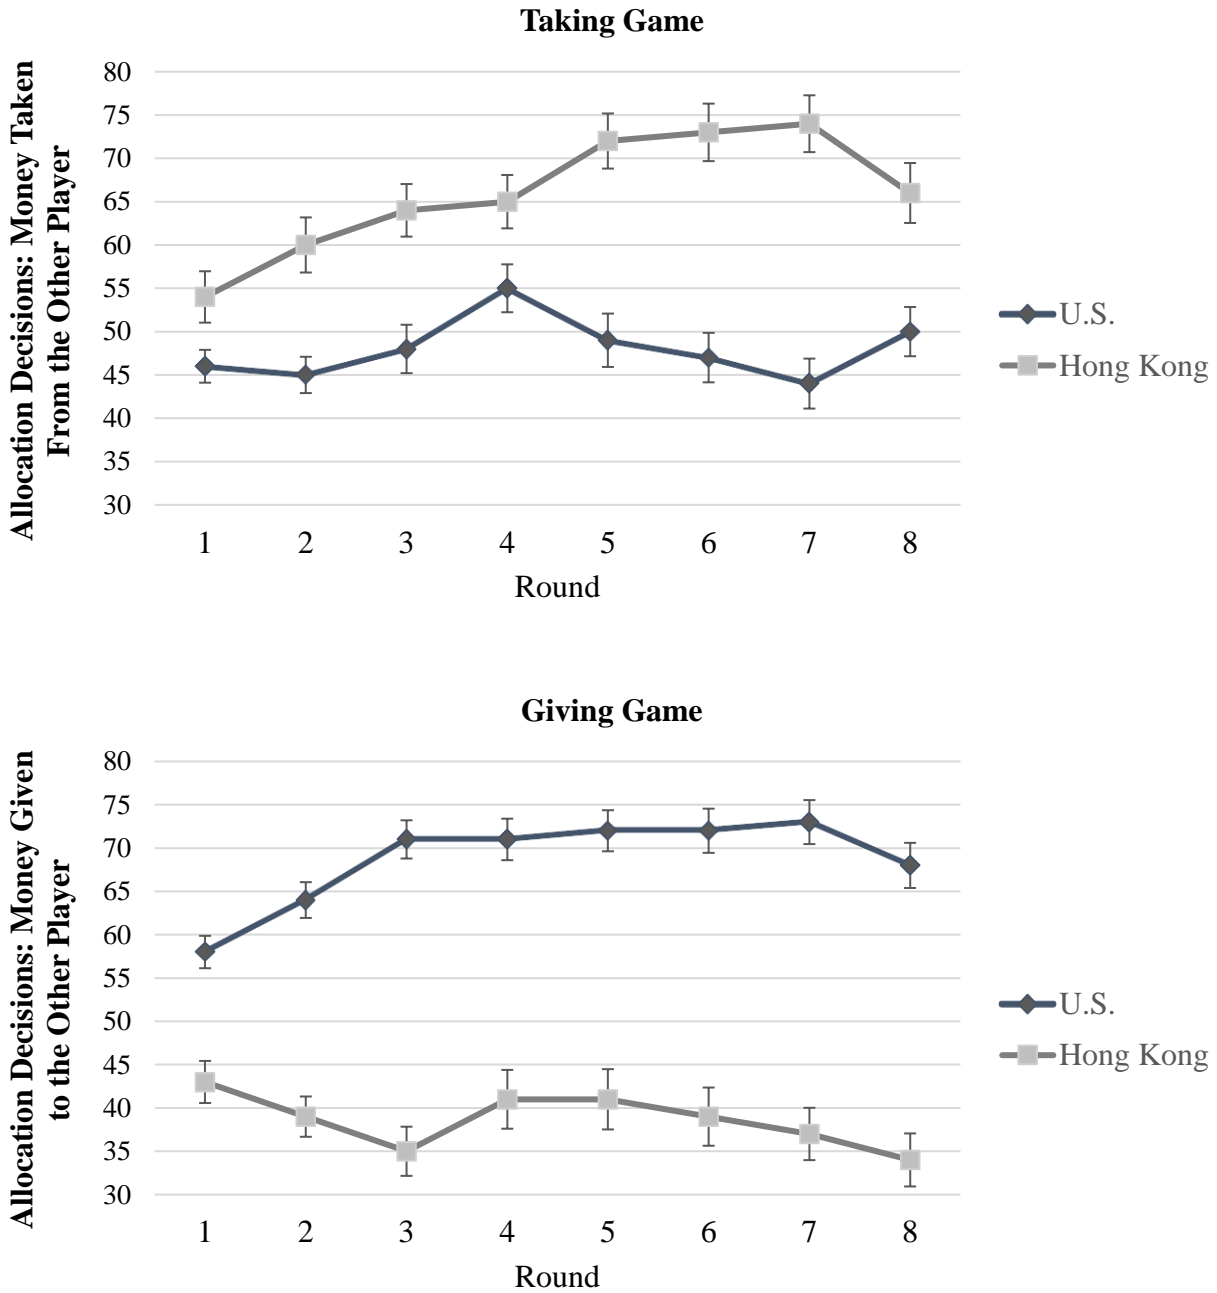 Taking Game
Allocation Decisions: Money Taken
From the Other Player
80
75
70
65
60
55
50
45
40
35
30
1 2 3 4 5 6 7 8
Round
U.S.
Hong Kong
Giving Game
Allocation Decisions: Money Given
to the Other Player
80
75
70
65
60
55
50
45
40
35
30
1 2 3 4 5 6 7 8
Round
U.S.
Hong Kong